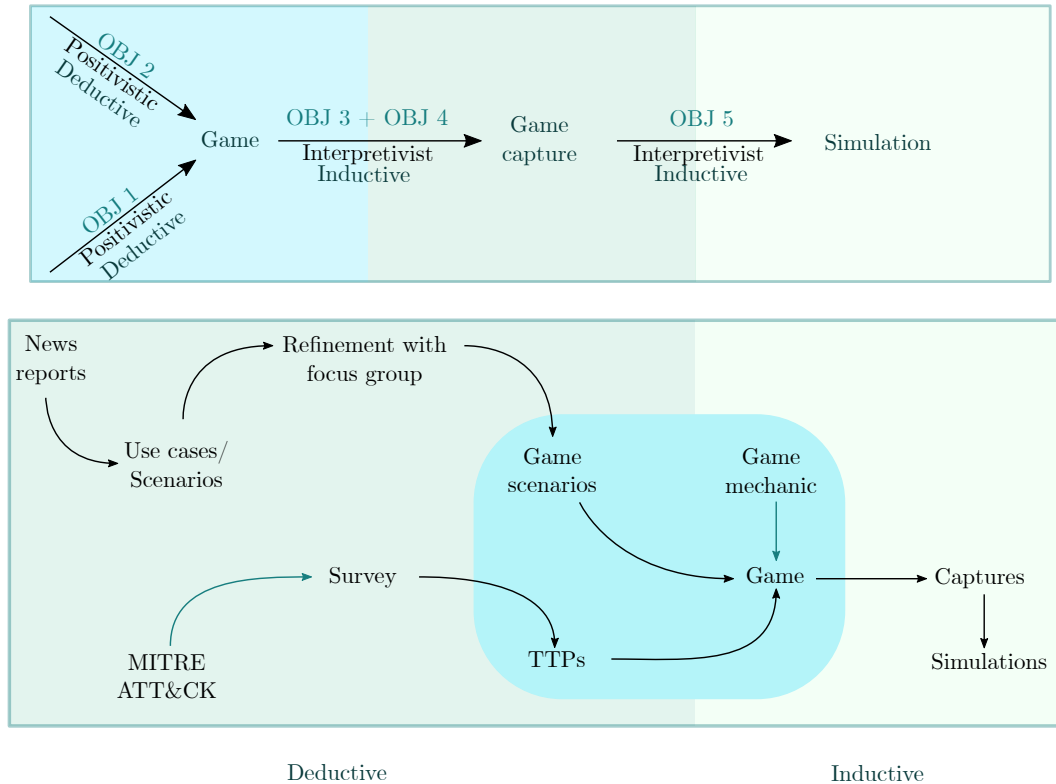 OBJ 2
Positivistic
Deductive
OBJ 1
Positivistic
Deductive
Game
OBJ 3 + OBJ 4
Interpretivist
Inductive
Game
capture
OBJ 5
Interpretivist
Inductive
Simulation
News
reports
Use cases/
Scenarios
Refinement with
focus group
Game
scenarios
Game
mechanic
MITRE
ATT&CK
Survey
TTPs
Game
Captures
Simulations
Deductive
Inductive